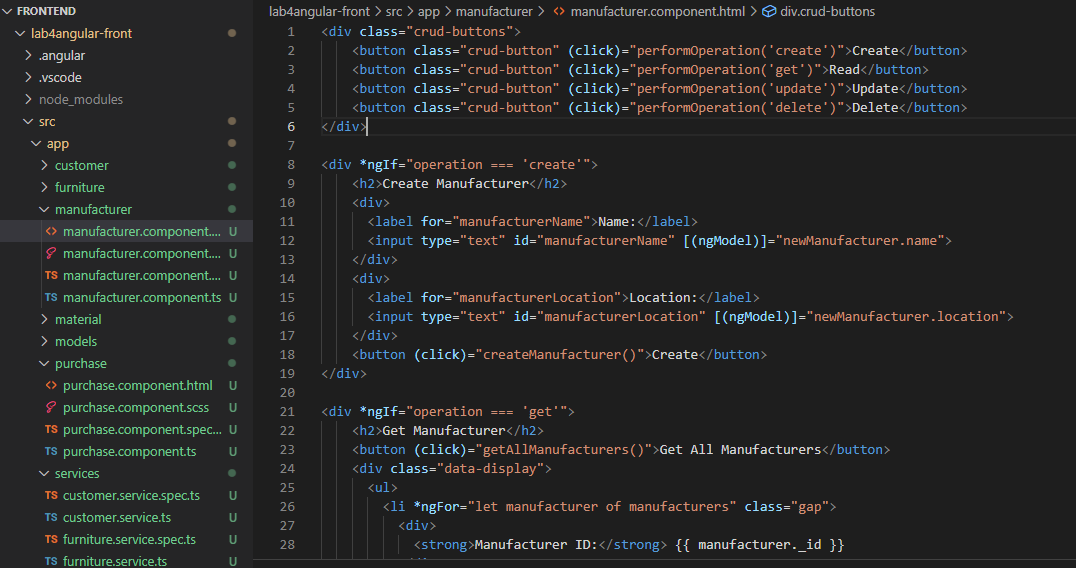 FRONTEND
lab4angular-front
.angular
.vscode
node_modules
src
app
customer
furniture
manufacturer
manufacturer.component.... U
manufacturer.component.... U
manufacturer.component.... U
manufacturer.component.ts U
material
models
purchase
purchase.component.html U
purchase.component.scss U
purchase.component.spec... U
purchase.component.ts U
services
customer.service.spec.ts U
customer.service.ts U
furniture.service.spec.ts U
furniture.service.ts U
lab4angular-front > src > app > manufacturer > <> manufacturer.component.html > div.crud-buttons
1 <div class="crud-buttons">
2 <button class="crud-button" (click)="performOperation('create')">Create</button>
3 <button class="crud-button" (click)="performOperation('get')">Read</button>
4 <button class="crud-button" (click)="performOperation('update')">Update</button>
5 <button class="crud-button" (click)="performOperation('delete')">Delete</button>
6 </div>
7
8 <div *ngIf="operation === 'create'">
9 <h2>Create Manufacturer</h2>
10 <div>
11 <label for="manufacturerName">Name:</label>
12 <input type="text" id="manufacturerName" [(ngModel)]="newManufacturer.name">
13 </div>
14 <div>
15 <label for="manufacturerLocation">Location:</label>
16 <input type="text" id="manufacturerLocation" [(ngModel)]="newManufacturer.location">
17 </div>
18 <button (click)="createManufacturer()">Create</button>
19 </div>
20
21 <div *ngIf="operation === 'get'">
22 <h2>Get Manufacturer</h2>
23 <button (click)="getAllManufacturers()">Get All Manufacturers</button>
24 <div class="data-display">
25 <ul>
26 <li *ngFor="let manufacturer of manufacturers" class="gap">
27 <div>
28 <strong>Manufacturer ID:</strong> {{ manufacturer._id }}